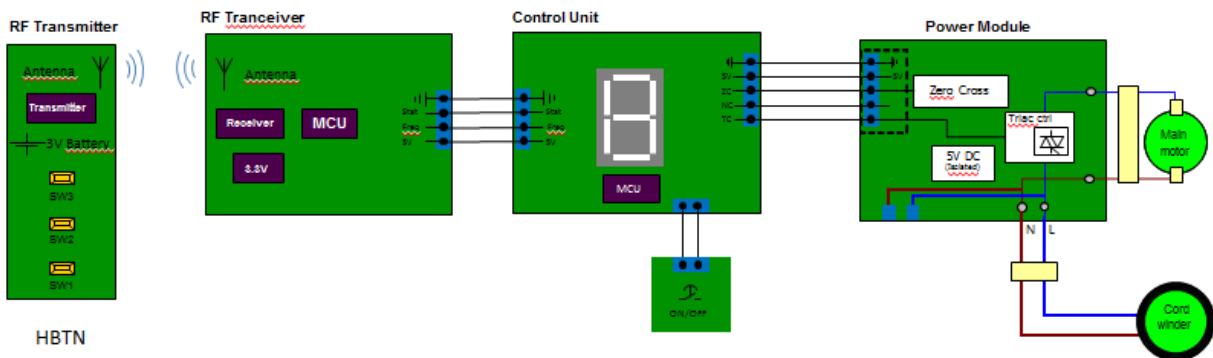 RF Transmitter
Antenna
Transmitter
3V Battery
SW3
SW2
SW1
HBTN
RF Tranceiver
Antenna
Receiver
MCU
3.3V
Stat
Freq
5V
Control Unit
Stat
Freq
5V
MCU
5V
ZC
NC
TC
ON/OFF
Power Module
5V
Zero Cross
Triac ctrl
5V DC
(Isolated)
N L
Main
motor
Cord
winder